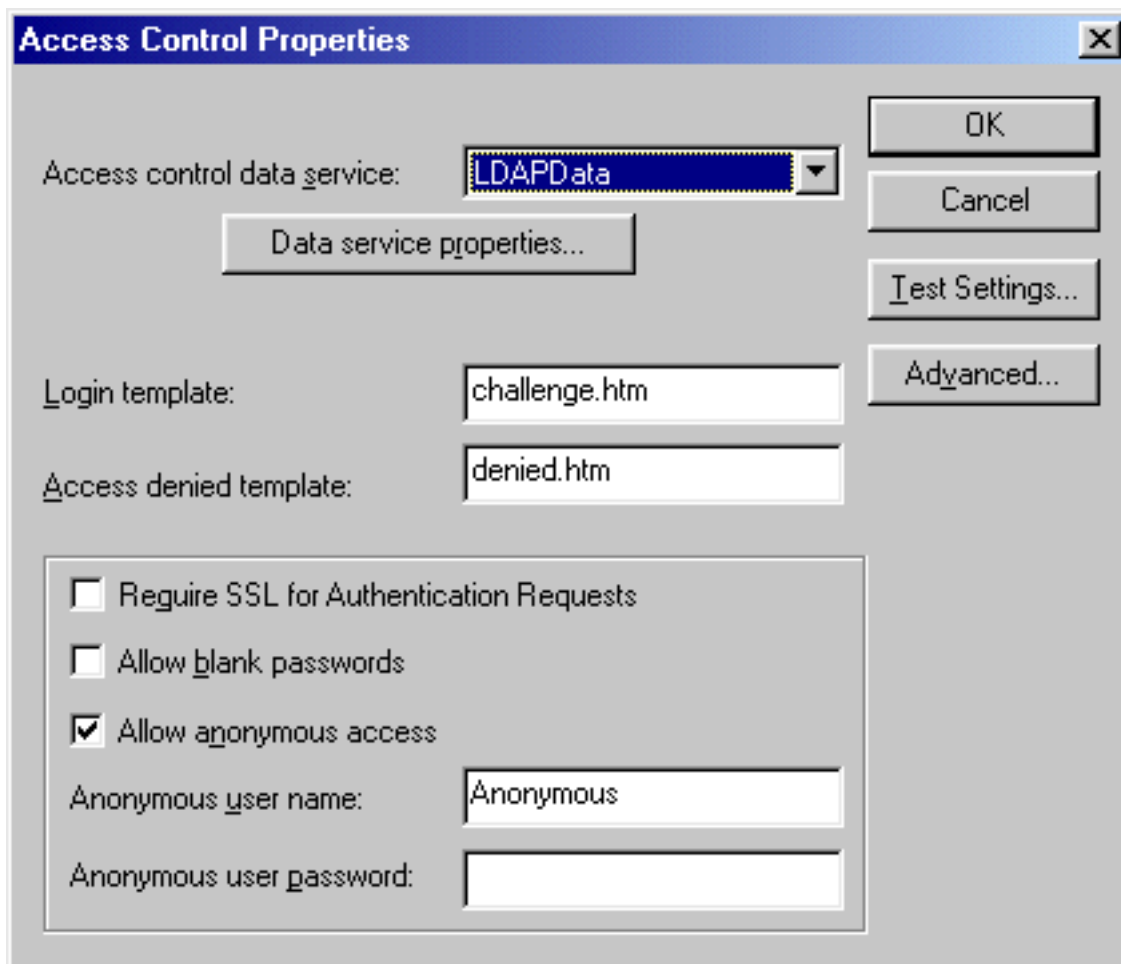 Access Control Properties
OK
Access control data service:
LDAPData
Cancel
Data service properties...
Test Settings...
Login template:
challenge.htm
Advanced...
Access denied template:
denied.htm
Reguire SSL for Authentication Requests
Allow blank passwords
Allow anonymous access
Anonymous user name:
Anonymous
Anonymous user password: